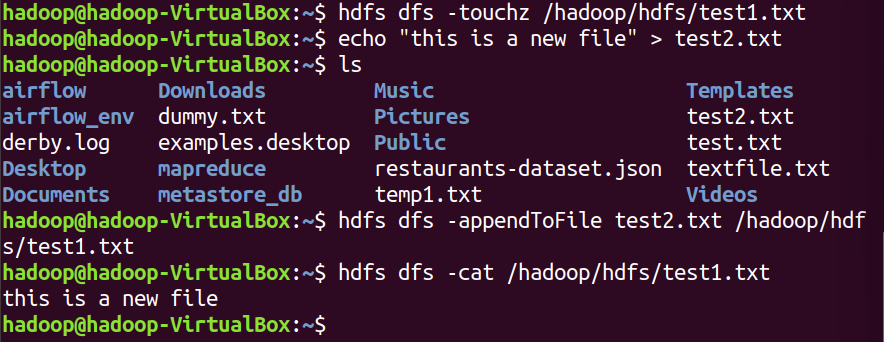 hadoop@hadoop-VirtualBox:~$ hdfs dfs -touchz /hadoop/hdfs/test1.txt
hadoop@hadoop-VirtualBox:~$ echo "this is a new file" > test2.txt
hadoop@hadoop-VirtualBox:~$ ls
airflow Downloads Music Templates
airflow_env dummy.txt Pictures test2.txt
derby.log examples.desktop Public test.txt
Desktop mapreduce restaurants-dataset.json textfile.txt
Documents metastore_db temp1.txt Videos
hadoop@hadoop-VirtualBox:~$ hdfs dfs -appendToFile test2.txt /hadoop/hdf
s/test1.txt
hadoop@hadoop-VirtualBox:~$ hdfs dfs -cat /hadoop/hdfs/test1.txt
this is a new file
hadoop@hadoop-VirtualBox:~$